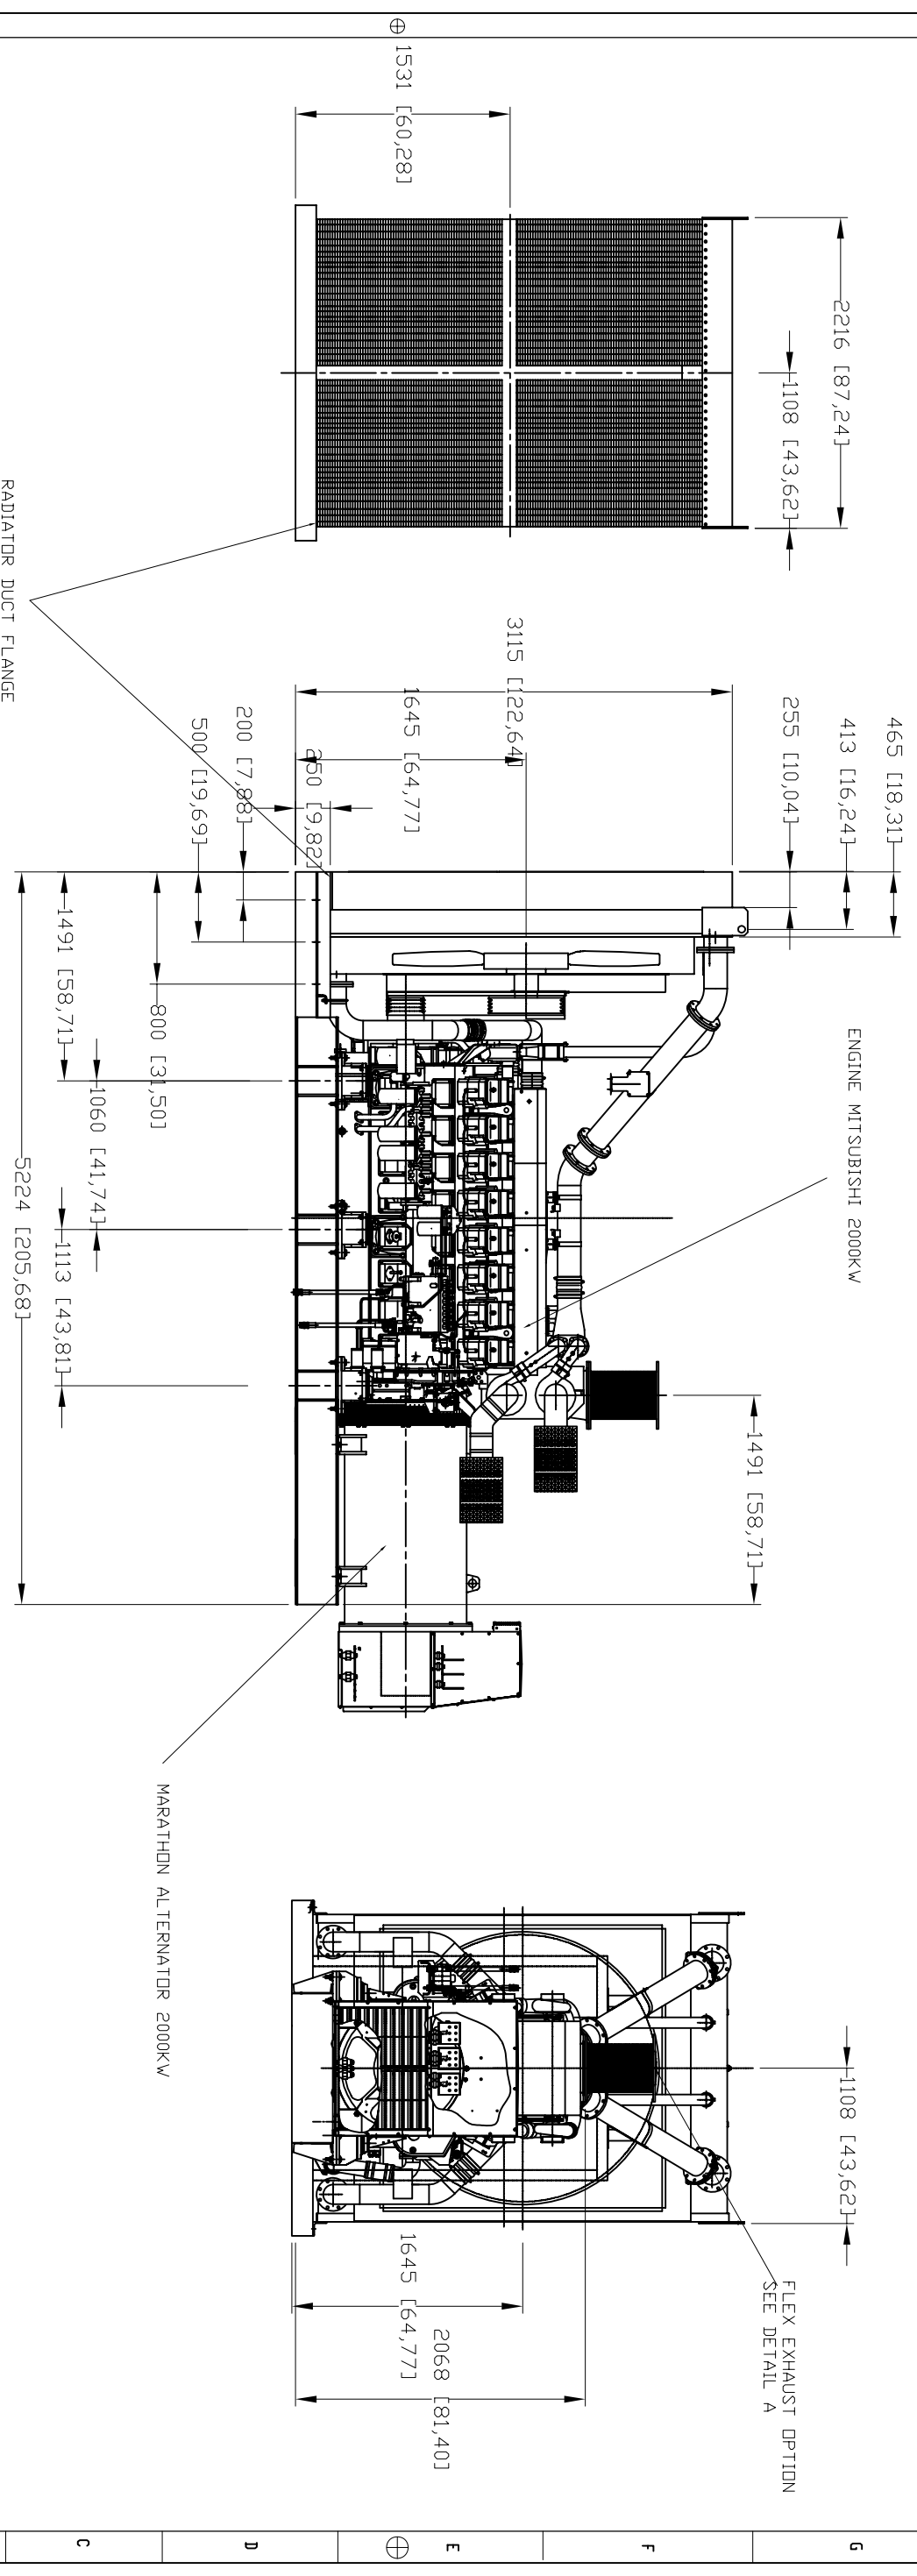 1531 [60,28]
2216 [87,24]
1108 [43,62]
RADIATOR DUCT FLANGE
3115 [122,64]
1645 [64,77]
250 [9,82]
200 [7,88]
500 [19,69]
465 [18,31]
413 [16,24]
255 [10,04]
ENGINE MITSUBISHI 2000KW
1491 [58,71]
800 [31,50]
1060 [41,74]
1113 [43,81]
5224 [205,68]
1491 [58,71]
MARATHON ALTERNATOR 2000KW
1108 [43,62]
FLEX EXHAUST OPTION
SEE DETAIL A
1645 [64,77]
2068 [81,40]
C
D
E
F
G